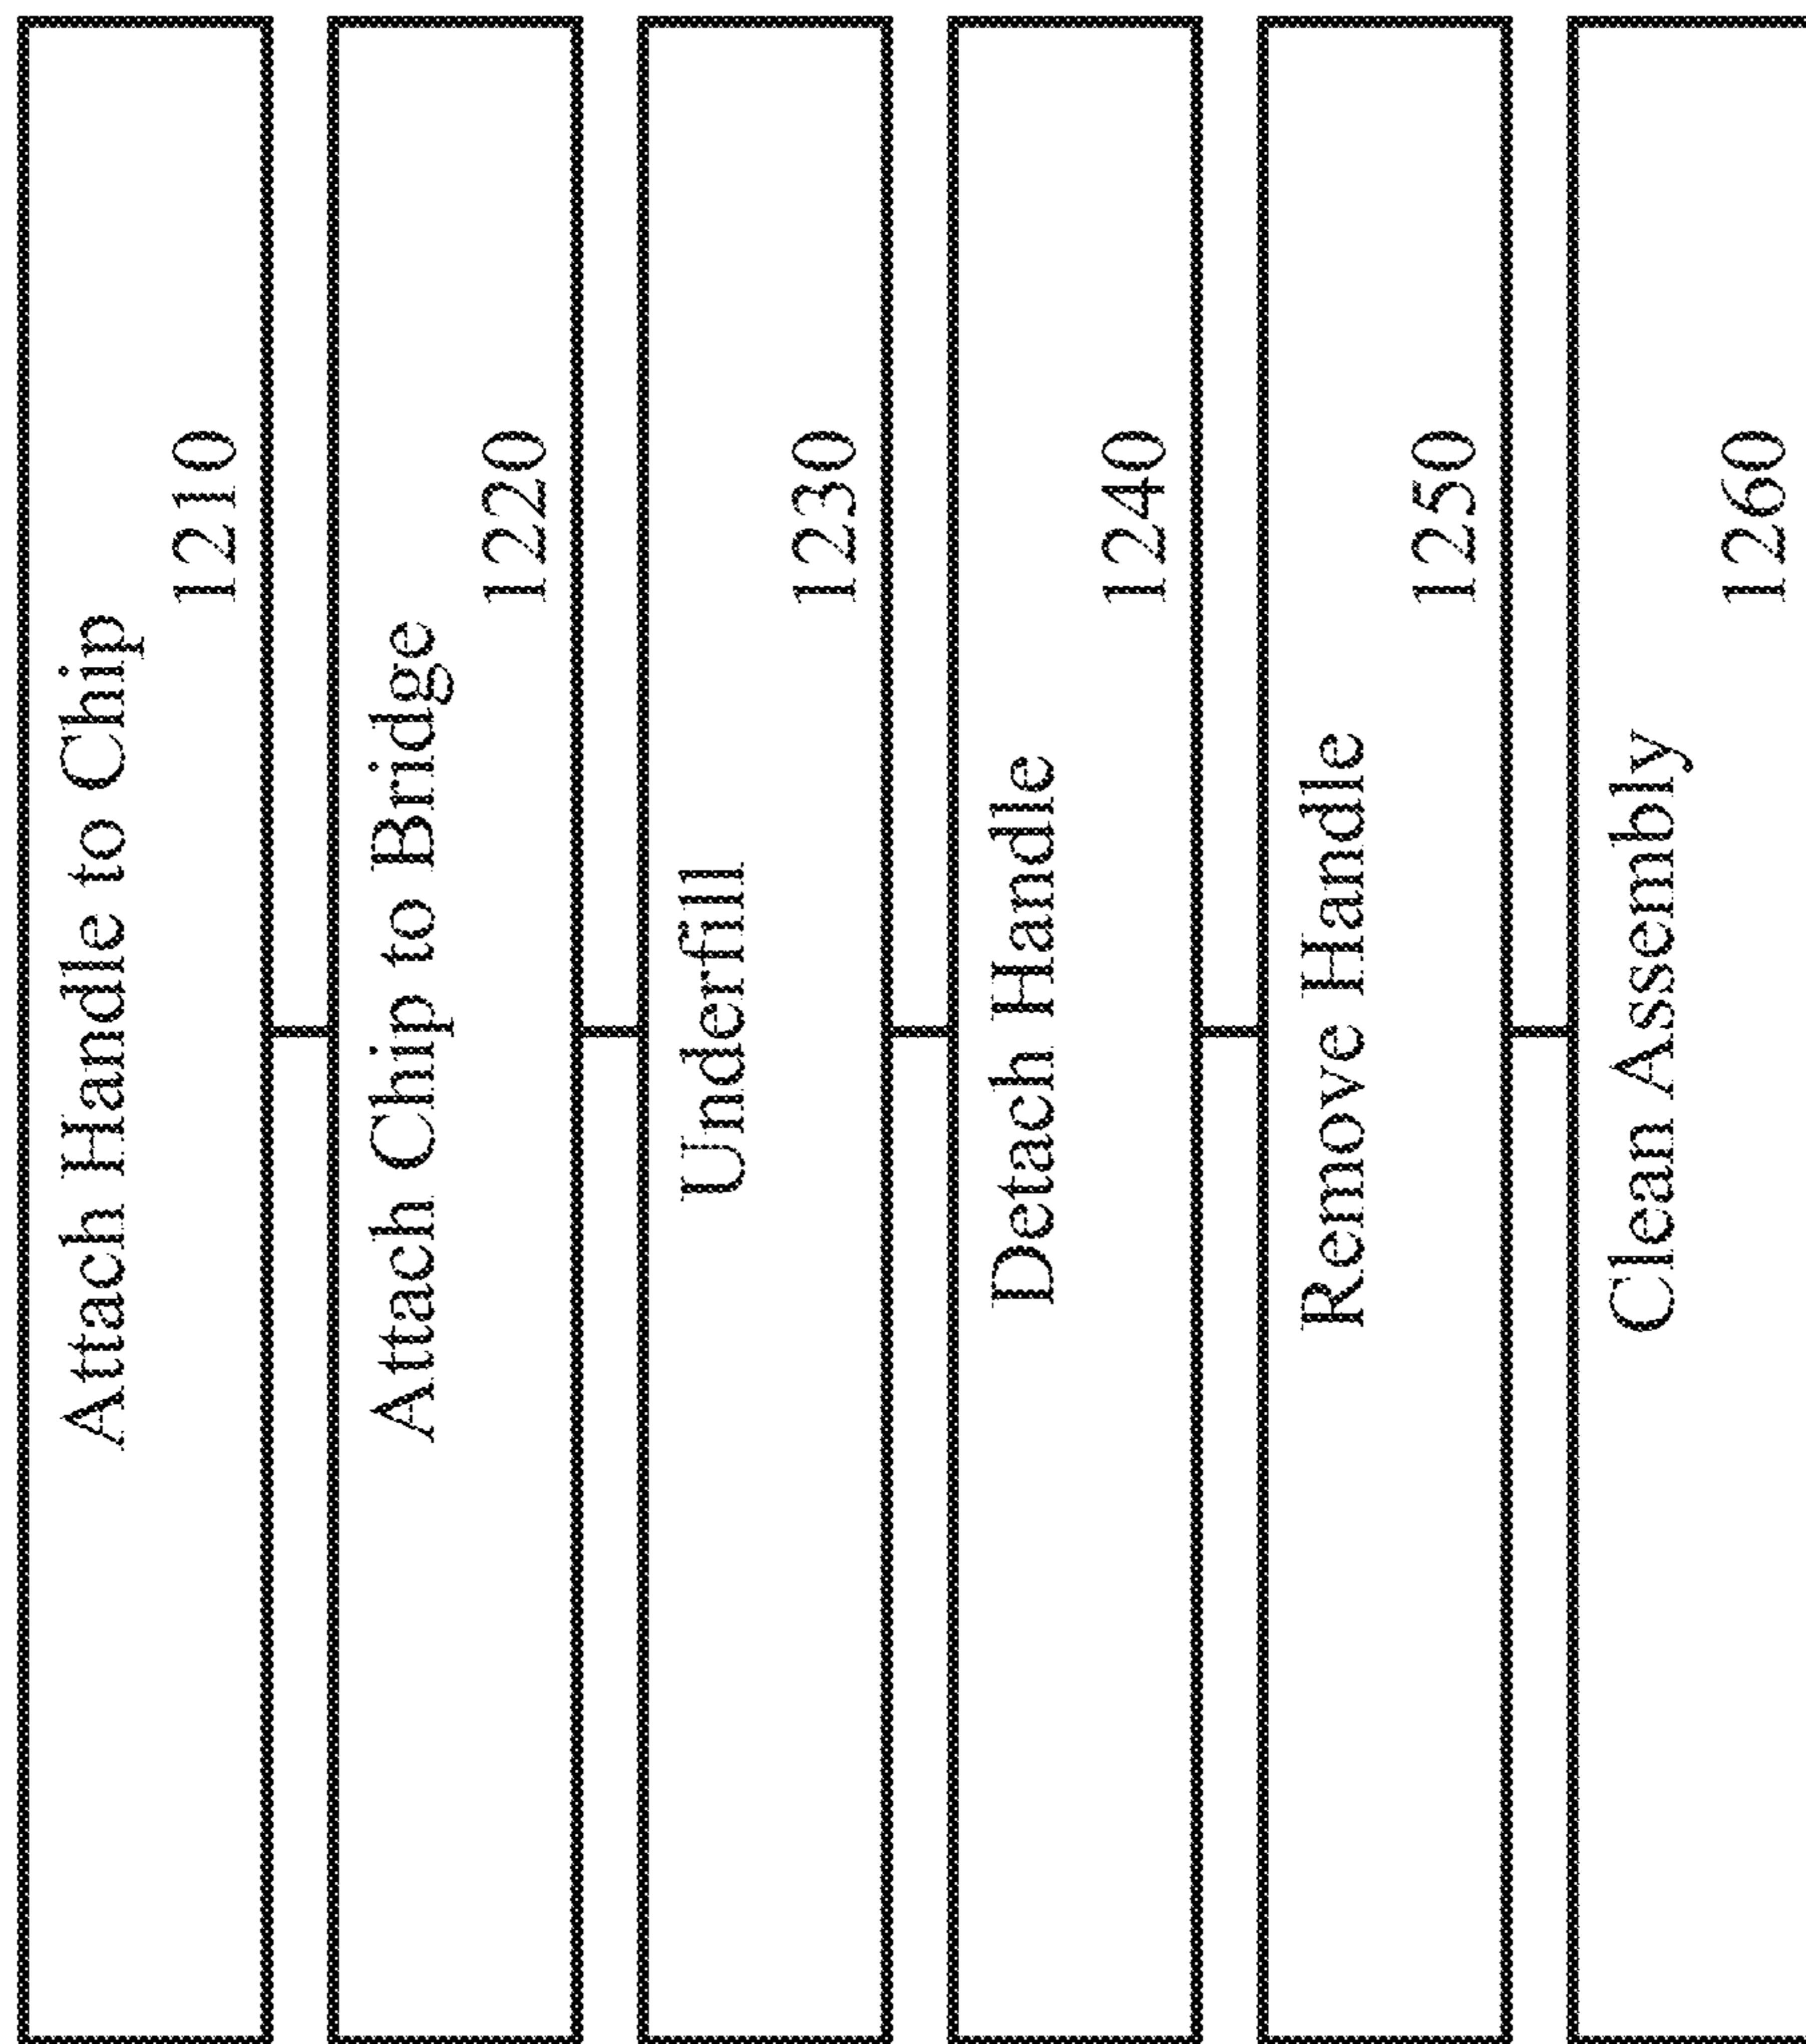 Attach Handle to Chip
1210
Attach Chip to Bridge
1220
Underfill
1230
Detach Handle
1240
Remove Handle
1250
Clean Assembly
1260